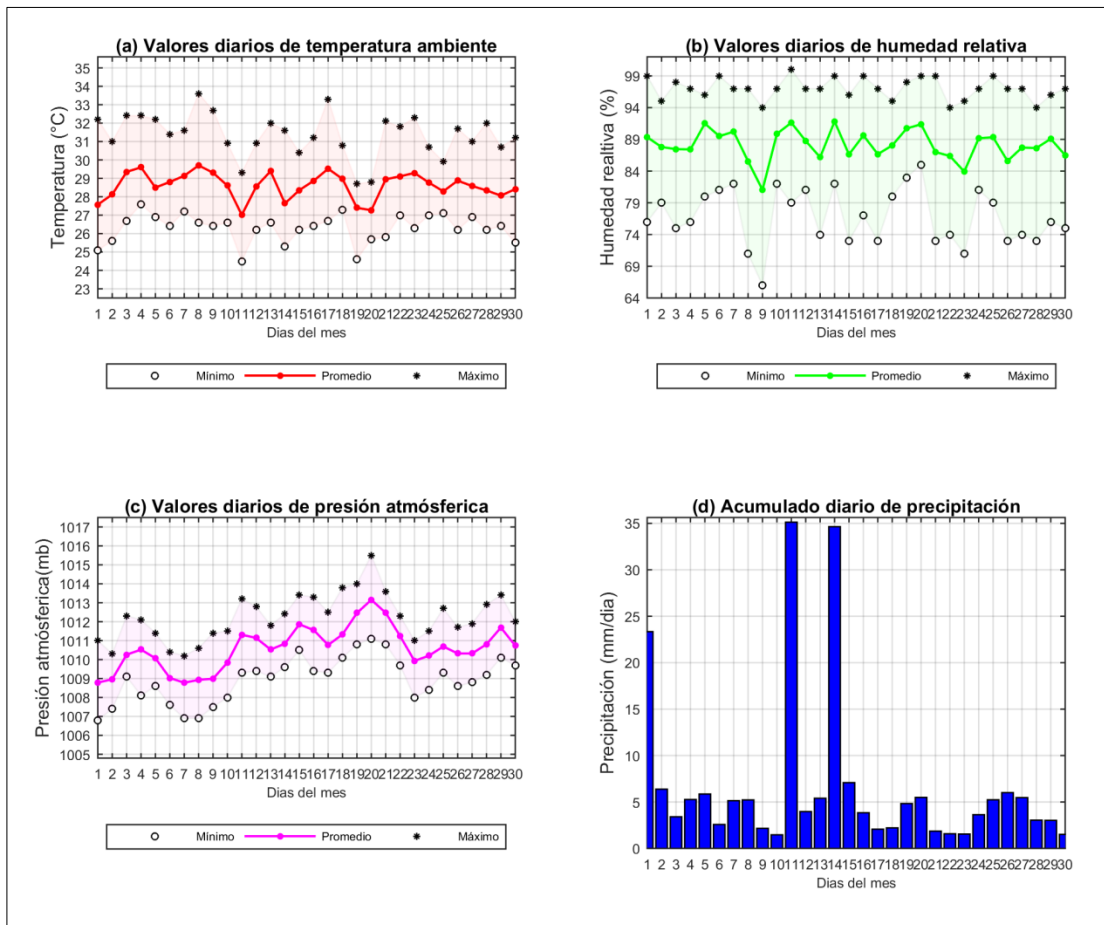 (a) Valores diarios de temperatura ambiente
35
34
33
32
31
30
29
28
27
26
25
24
23
Temperatura (°C)
1 2 3 4 5 6 7 8 9 10 11 12 13 14 15 16 17 18 19 20 21 22 23 24 25 26 27 28 29 30
Dias del mes
Mínimo Promedio Máximo
(b) Valores diarios de humedad relativa
99
94
89
84
79
74
69
64
Humedad realtiva (%)
1 2 3 4 5 6 7 8 9 10 11 12 13 14 15 16 17 18 19 20 21 22 23 24 25 26 27 28 29 30
Dias del mes
Mínimo Promedio Máximo
(c) Valores diarios de presión atmósferica
1017
1016
1015
1014
1013
1012
1011
1010
1009
1008
1007
1006
1005
Presión atmósferica(mb)
1 2 3 4 5 6 7 8 9 10 11 12 13 14 15 16 17 18 19 20 21 22 23 24 25 26 27 28 29 30
Dias del mes
Mínimo Promedio Máximo
(d) Acumulado diario de precipitación
35
30
25
20
15
10
5
0
Precipitación (mm/dia)
1 2 3 4 5 6 7 8 9 10 11 12 13 14 15 16 17 18 19 20 21 22 23 24 25 26 27 28 29 30
Dias del mes